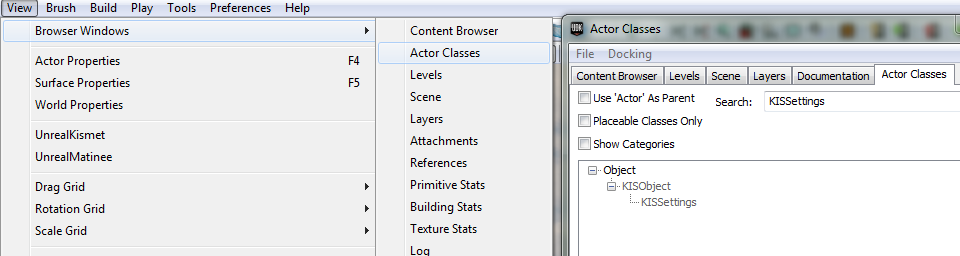 View Brush Build Play Tools Preferences Help
Browser Windows
Actor Properties F4
Surface Properties F5
World Properties
UnrealKismet
UnrealMatinee
Drag Grid
Rotation Grid
Scale Grid
Content Browser
Actor Classes
Levels
Scene
Layers
Attachments
References
Primitive Stats
Building Stats
Texture Stats
Log
UDK Actor Classes
File Docking
Content Browser Levels Scene Layers Documentation Actor Classes
Use 'Actor' As Parent Search: KISSettings
Placeable Classes Only
Show Categories
Object
KISObject
KISSettings